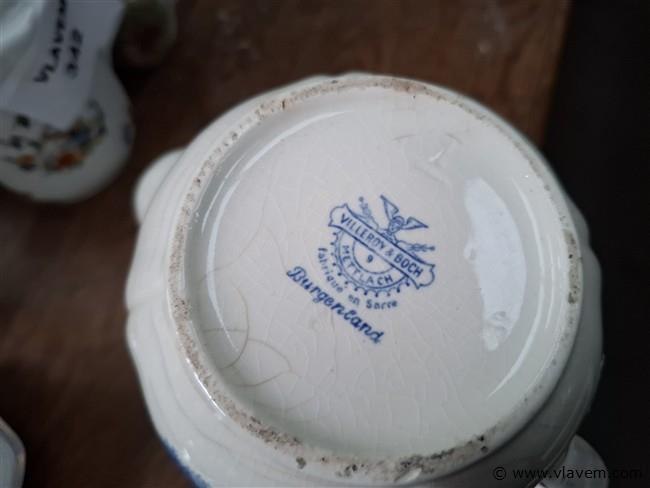 VLAVEM
342
VILLEROY & BOCH
9
METTLACH
fabrique en Sarre
Burgenland
© www.vlavem.com